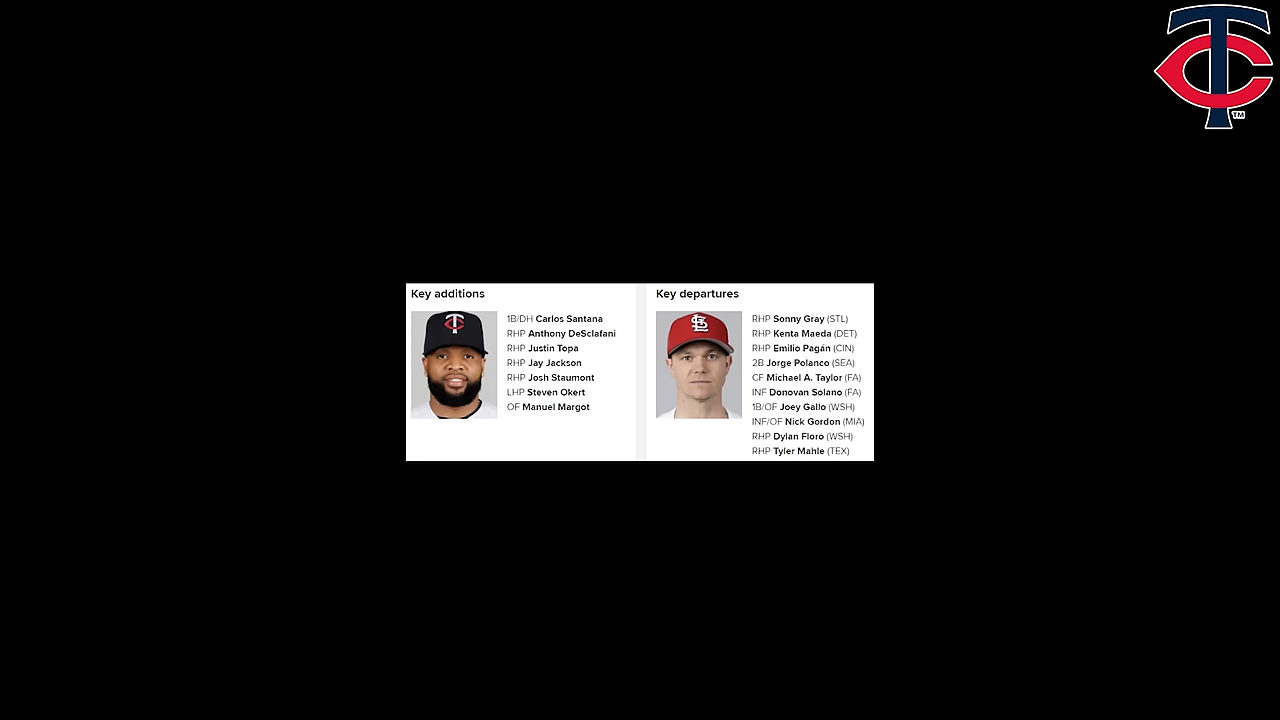 TC
TM
Key additions
1B/DH Carlos Santana
RHP Anthony DeSclafani
RHP Justin Topa
RHP Jay Jackson
RHP Josh Staumont
LHP Steven Okert
OF Manuel Margot
Key departures
RHP Sonny Gray (STL)
RHP Kenta Maeda (DET)
RHP Emilio Pagán (CIN)
2B Jorge Polanco (SEA)
CF Michael A. Taylor (FA)
INF Donovan Solano (FA)
1B/OF Joey Gallo (WSH)
INF/OF Nick Gordon (MIA)
RHP Dylan Floro (WSH)
RHP Tyler Mahle (TEX)